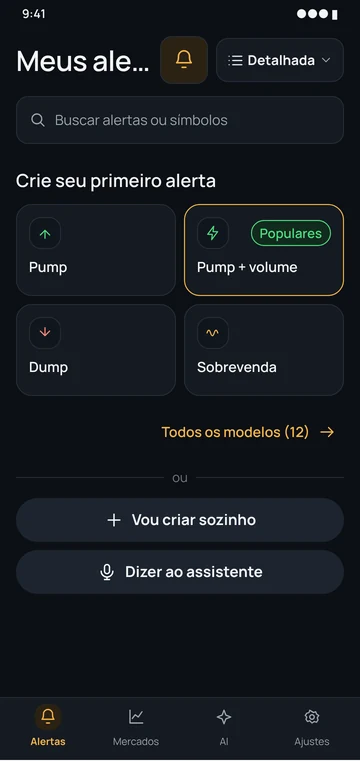 9:41
Meus ale...
Detalhada
Buscar alertas ou símbolos
Crie seu primeiro alerta
Pump
Populares
Pump + volume
Dump
Sobrevenda
Todos os modelos (12)
ou
Vou criar sozinho
Dizer ao assistente
Alertas
Mercados
AI
Ajustes